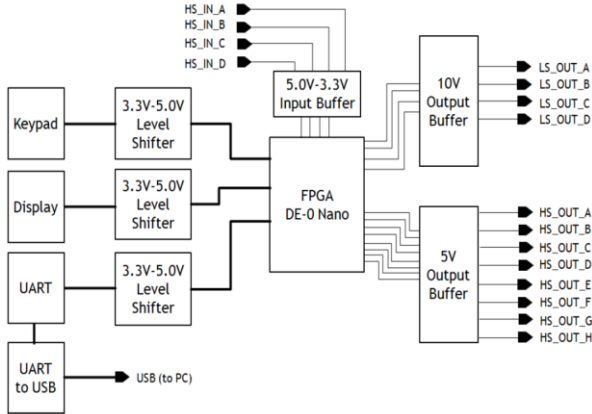 HS_IN_A
HS_IN_B
HS_IN_C
HS_IN_D
5.0V-3.3V
Input Buffer
10V
Output
Buffer
LS_OUT_A
LS_OUT_B
LS_OUT_C
LS_OUT_D
Keypad
3.3V-5.0V
Level
Shifter
Display
3.3V-5.0V
Level
Shifter
FPGA
DE-0 Nano
UART
3.3V-5.0V
Level
Shifter
5V
Output
Buffer
HS_OUT_A
HS_OUT_B
HS_OUT_C
HS_OUT_D
HS_OUT_E
HS_OUT_F
HS_OUT_G
HS_OUT_H
UART
to USB
USB (to PC)